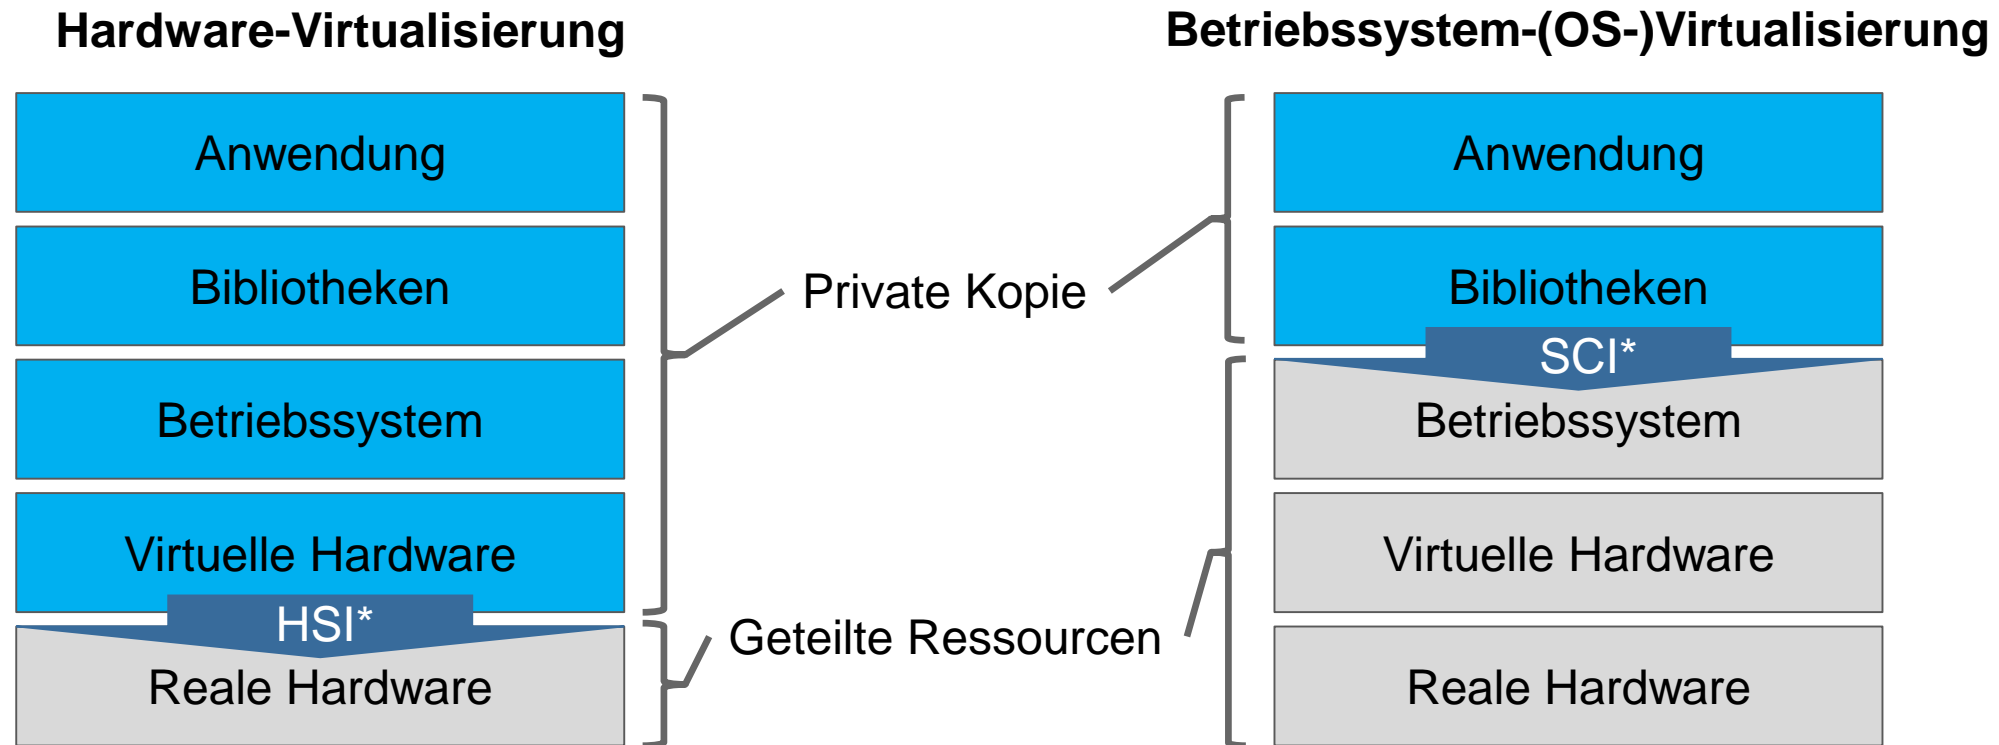 Hardware-Virtualisierung
Anwendung
Bibliotheken
Betriebssystem
Virtuelle Hardware
HSI*
Reale Hardware
Private Kopie
Geteilte Ressourcen
Betriebssystem-(OS-)Virtualisierung
Anwendung
Bibliotheken
SCI*
Betriebssystem
Virtuelle Hardware
Reale Hardware